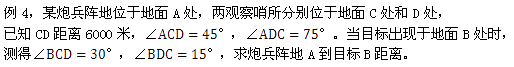 例 4，某炮兵阵地位于地面 A 处，两观察哨所分别位于地面 C 处和 D 处，
已知 CD 距离 6000 米，∠ACD＝45°，∠ADC＝75°。当目标出现于地面 B 处时，
测得∠BCD＝30°，∠BDC＝15°，求炮兵阵地 A 到目标 B 距离。